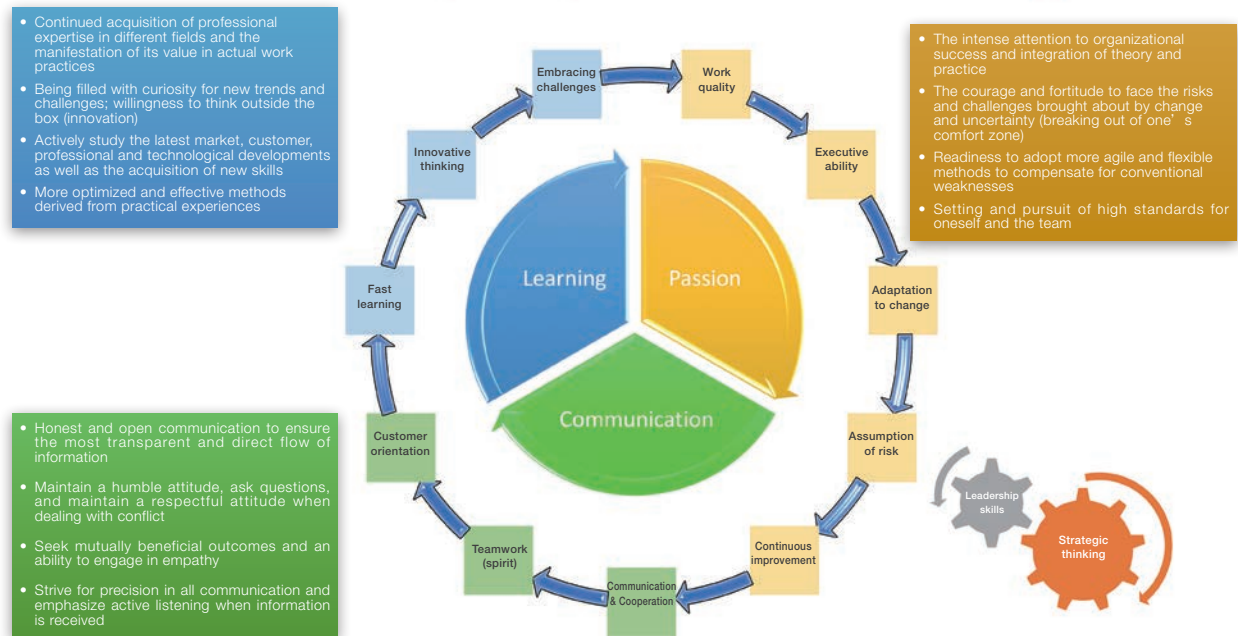 • Continued acquisition of professional
expertise in different fields and the
manifestation of its value in actual work
practices
• Being filled with curiosity for new trends and
challenges; willingness to think outside the
box (innovation)
• Actively study the latest market, customer,
professional and technological developments
as well as the acquisition of new skills
• More optimized and effective methods
derived from practical experiences
• The intense attention to organizational
success and integration of theory and
practice
• The courage and fortitude to face the risks
and challenges brought about by change
and uncertainty (breaking out of one’s
comfort zone)
• Readiness to adopt more agile and flexible
methods to compensate for conventional
weaknesses
• Setting and pursuit of high standards for
oneself and the team
Embracing
challenges
Work
quality
Innovative
thinking
Executive
ability
Fast
learning
Learning
Passion
Adaptation
to change
Communication
Customer
orientation
Assumption
of risk
Teamwork
(spirit)
Communication
& Cooperation
Continuous
improvement
• Honest and open communication to ensure
the most transparent and direct flow of
information
• Maintain a humble attitude, ask questions,
and maintain a respectful attitude when
dealing with conflict
• Seek mutually beneficial outcomes and an
ability to engage in empathy
• Strive for precision in all communication and
emphasize active listening when information
is received
Leadership
skills
Strategic
thinking